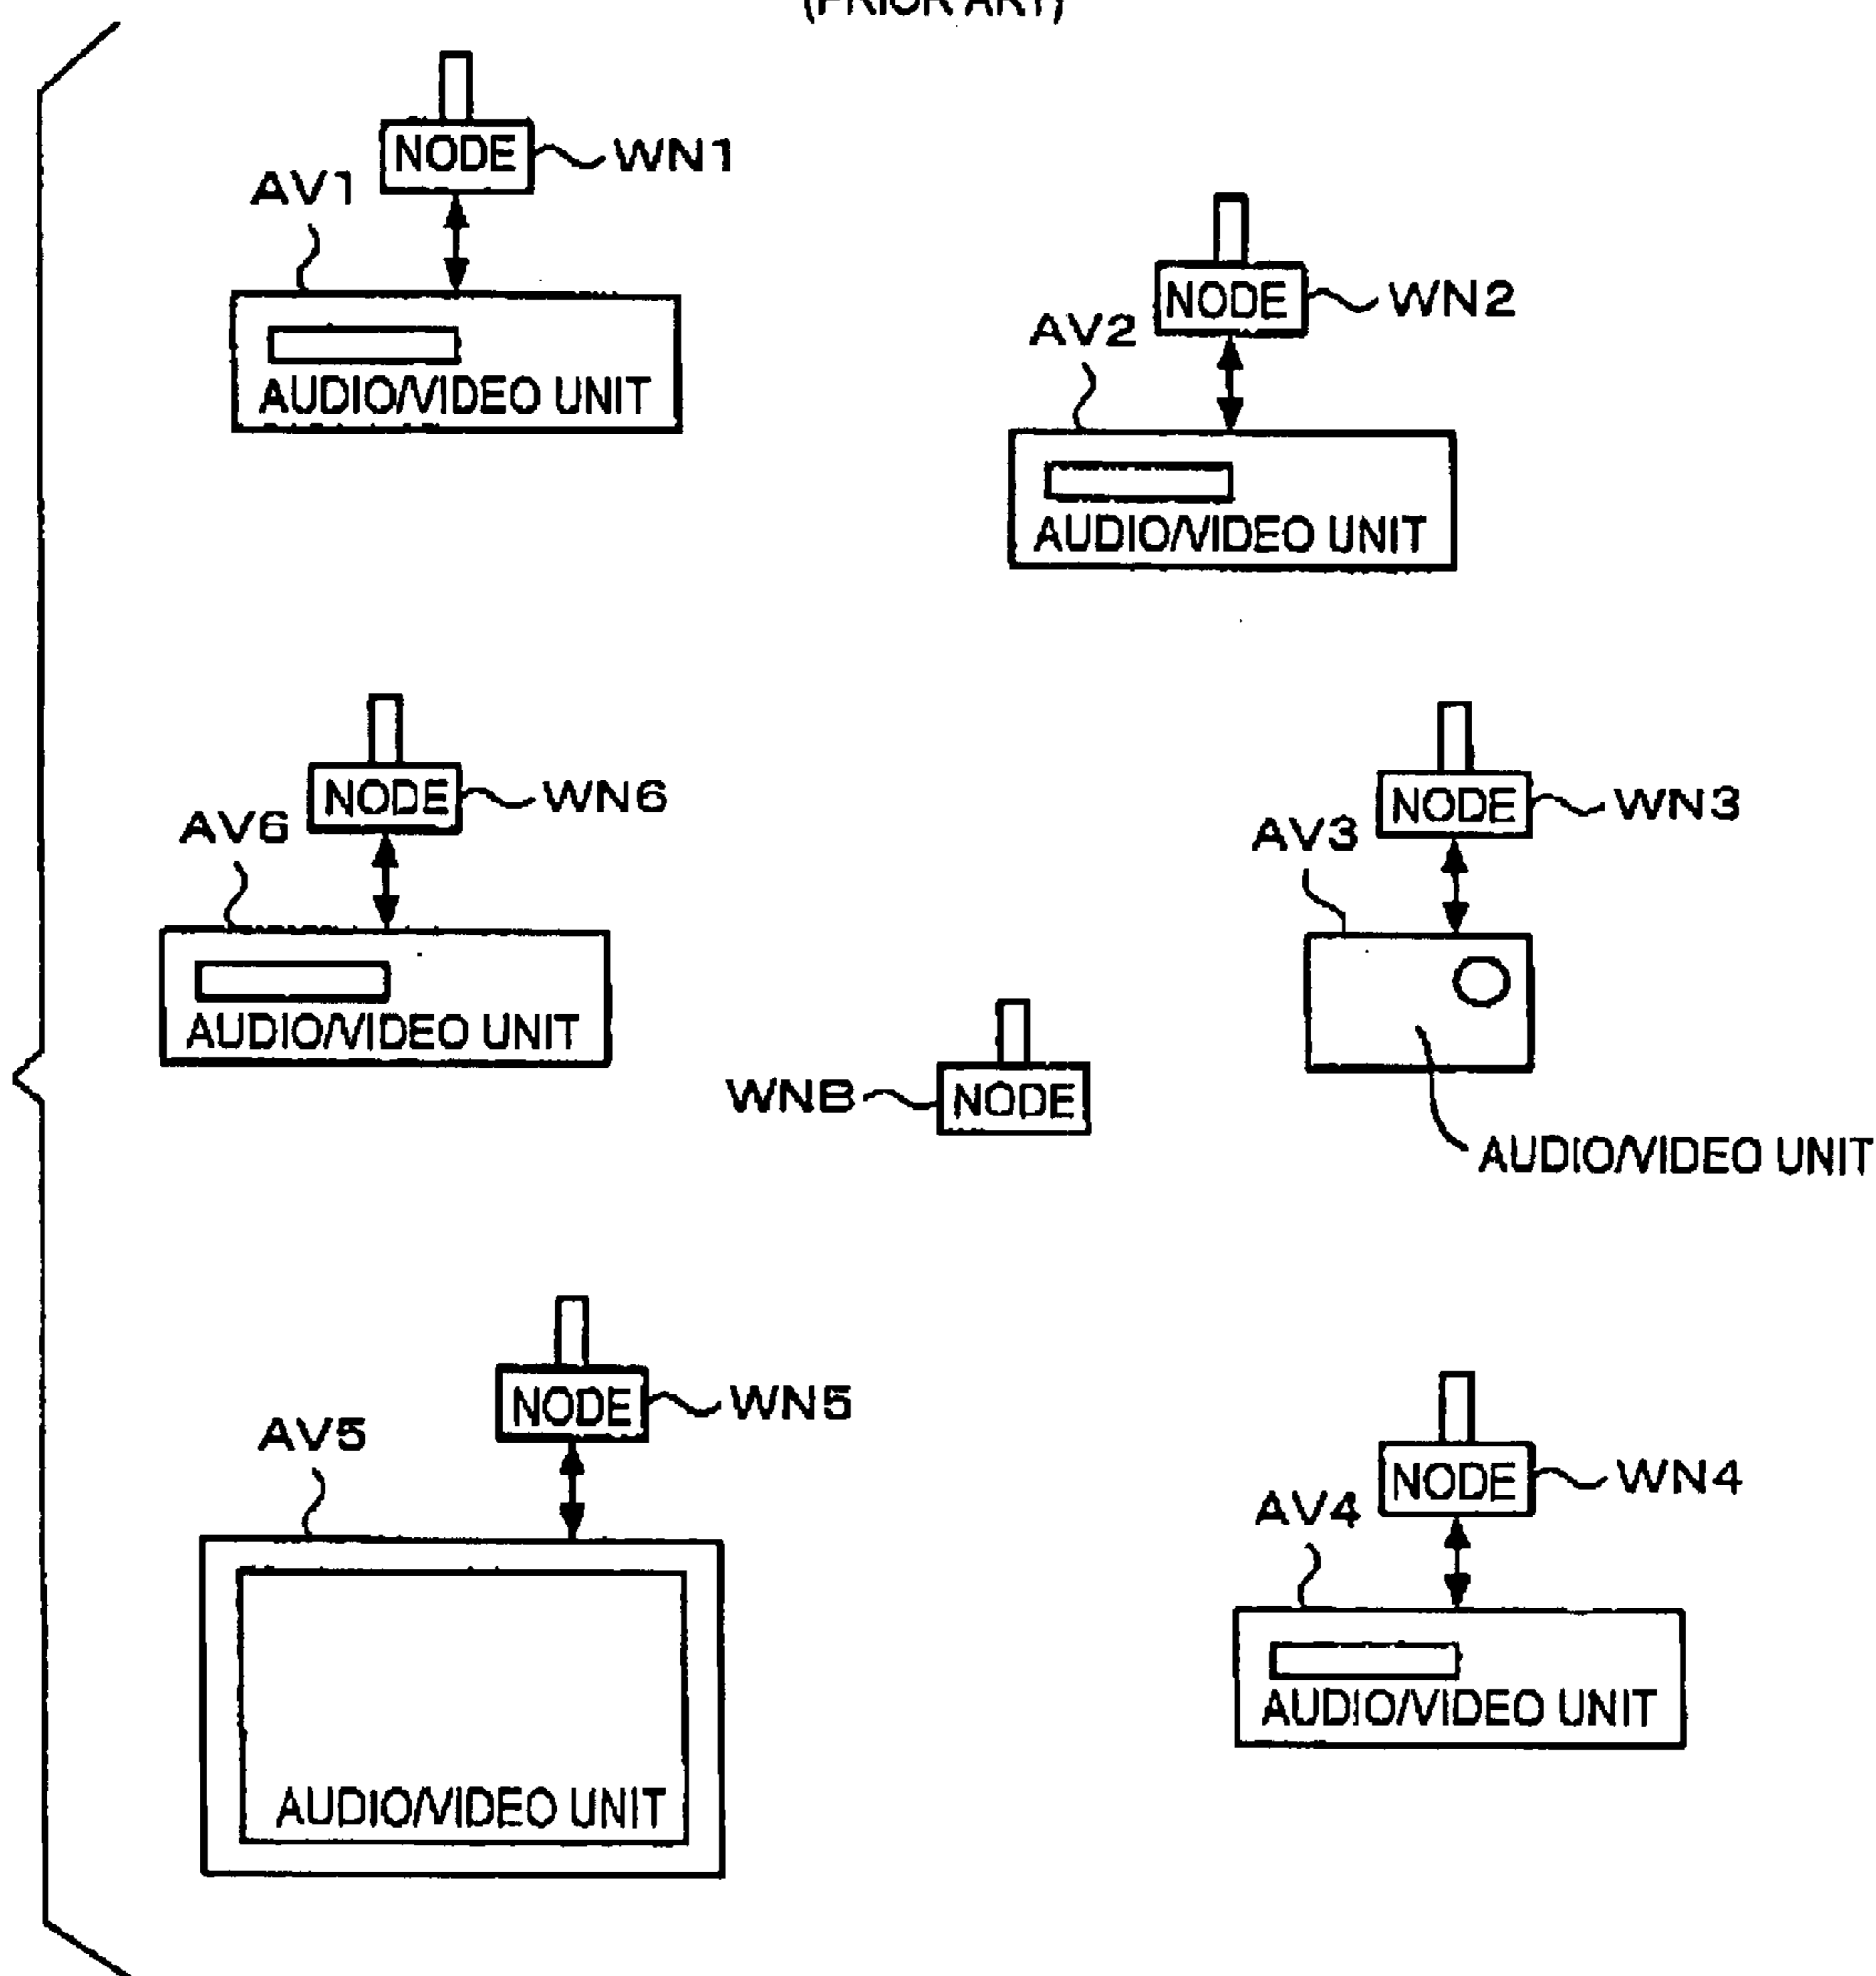 (PRIOR ART)
NODE
WN1
AV1
AUDIO/VIDEO UNIT
NODE
WN2
AV2
AUDIO/VIDEO UNIT
NODE
WN6
AV6
AUDIO/VIDEO UNIT
NODE
WN3
AV3
AUDIO/VIDEO UNIT
WNB
NODE
NODE
WN5
AV5
AUDIO/VIDEO UNIT
NODE
WN4
AV4
AUDIO/VIDEO UNIT